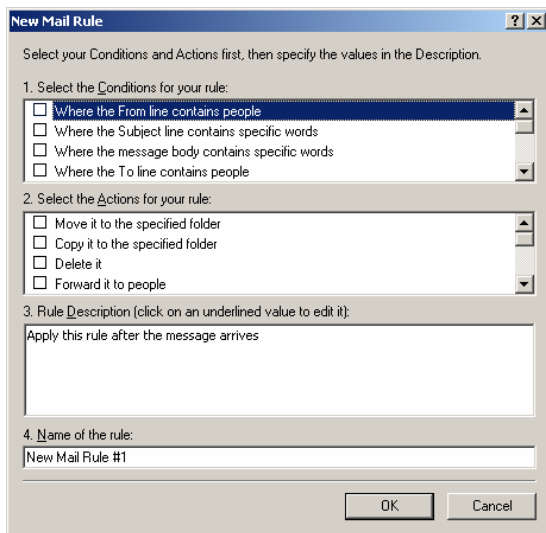 New Mail Rule
Select your Conditions and Actions first, then specify the values in the Description.
1. Select the Conditions for your rule:
Where the From line contains people
Where the Subject line contains specific words
Where the message body contains specific words
Where the To line contains people
2. Select the Actions for your rule:
Move it to the specified folder
Copy it to the specified folder
Delete it
Forward it to people
3. Rule Description (click on an underlined value to edit it):
Apply this rule after the message arrives
4. Name of the rule:
New Mail Rule #1
OK Cancel